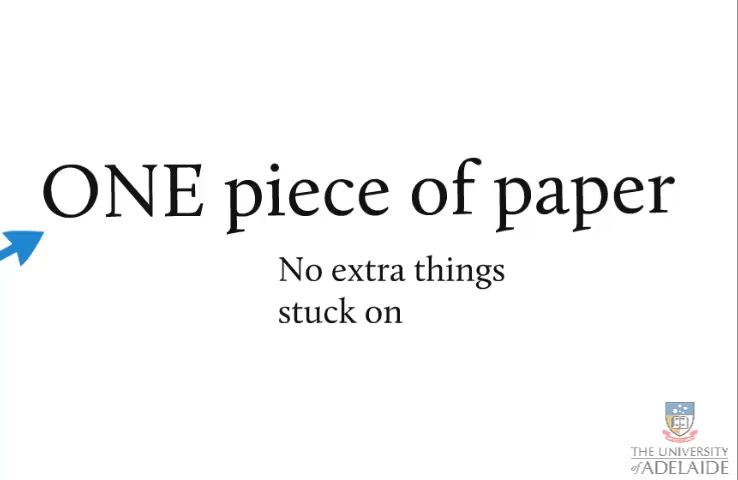 ONE piece of paper
No extra things
stuck on
THE UNIVERSITY
of ADELAIDE